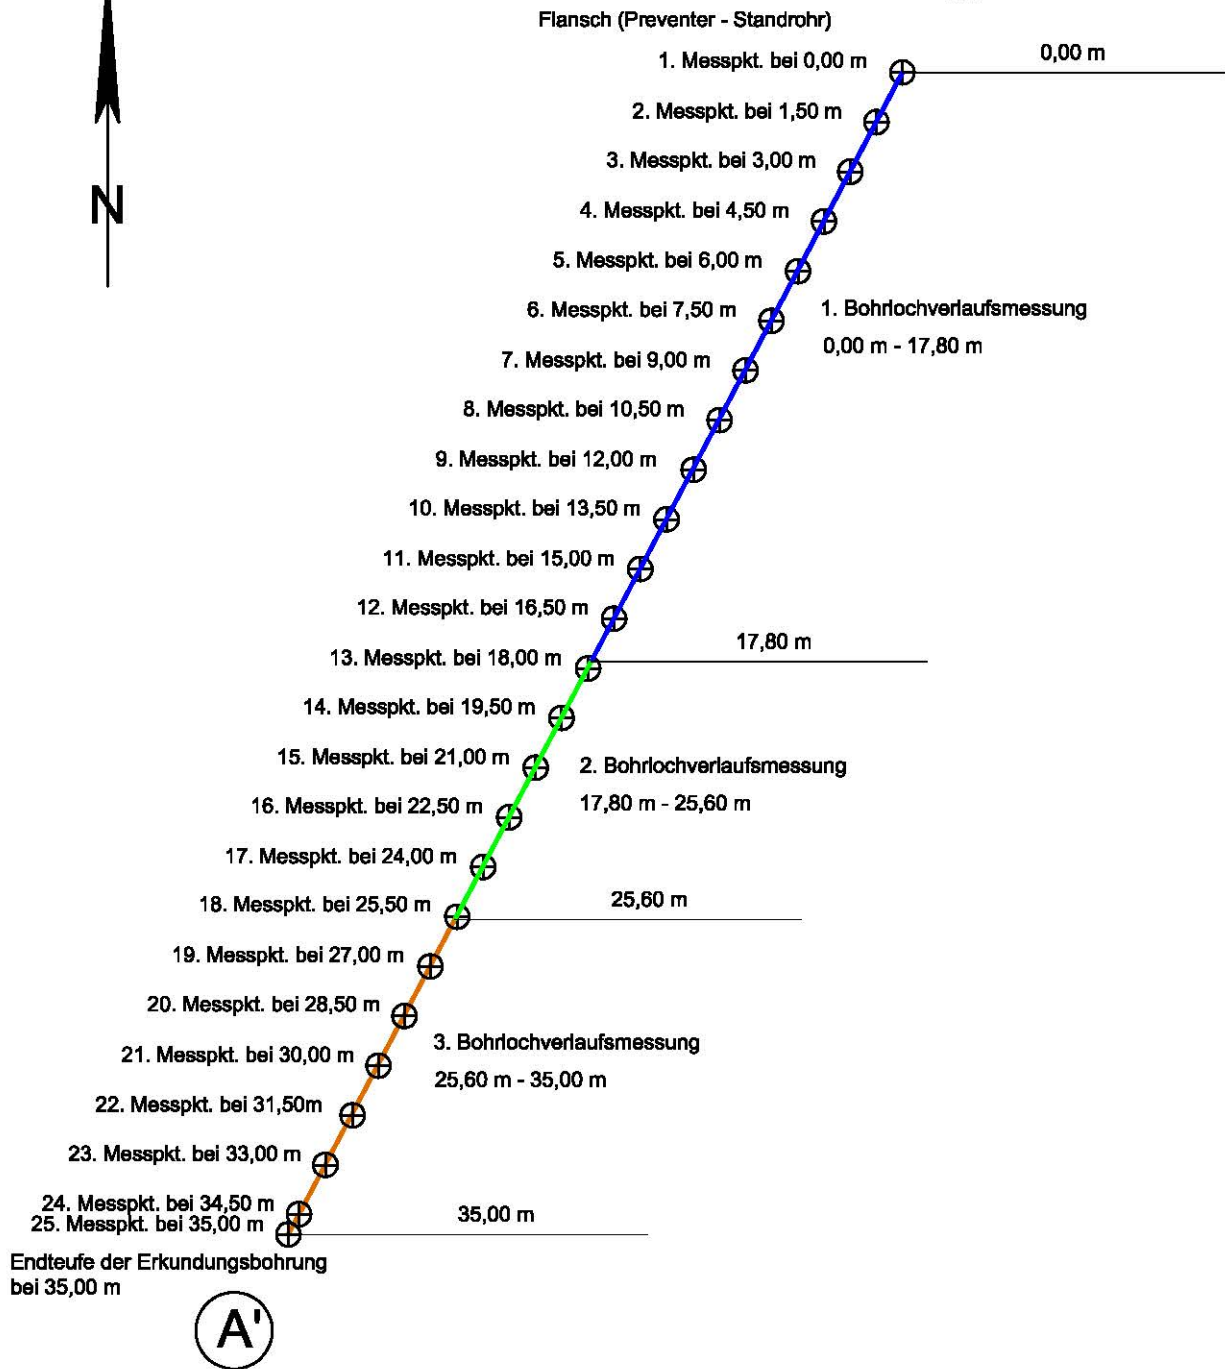 Flansch (Preventer - Standrohr)
1. Messpkt. bei 0,00 m
0,00 m
2. Messpkt. bei 1,50 m
3. Messpkt. bei 3,00 m
N
4. Messpkt. bei 4,50 m
5. Messpkt. bei 6,00 m
6. Messpkt. bei 7,50 m
1. Bohrlochverlaufsmessung
0,00 m - 17,80 m
7. Messpkt. bei 9,00 m
8. Messpkt. bei 10,50 m
9. Messpkt. bei 12,00 m
10. Messpkt. bei 13,50 m
11. Messpkt. bei 15,00 m
12. Messpkt. bei 16,50 m
17,80 m
13. Messpkt. bei 18,00 m
14. Messpkt. bei 19,50 m
15. Messpkt. bei 21,00 m
2. Bohrlochverlaufsmessung
17,80 m - 25,60 m
16. Messpkt. bei 22,50 m
17. Messpkt. bei 24,00 m
18. Messpkt. bei 25,50 m
25,60 m
19. Messpkt. bei 27,00 m
20. Messpkt. bei 28,50 m
3. Bohrlochverlaufsmessung
25,60 m - 35,00 m
21. Messpkt. bei 30,00 m
22. Messpkt. bei 31,50m
23. Messpkt. bei 33,00 m
24. Messpkt. bei 34,50 m
25. Messpkt. bei 35,00 m
35,00 m
Endteufe der Erkundungsbohrung
bei 35,00 m
A'